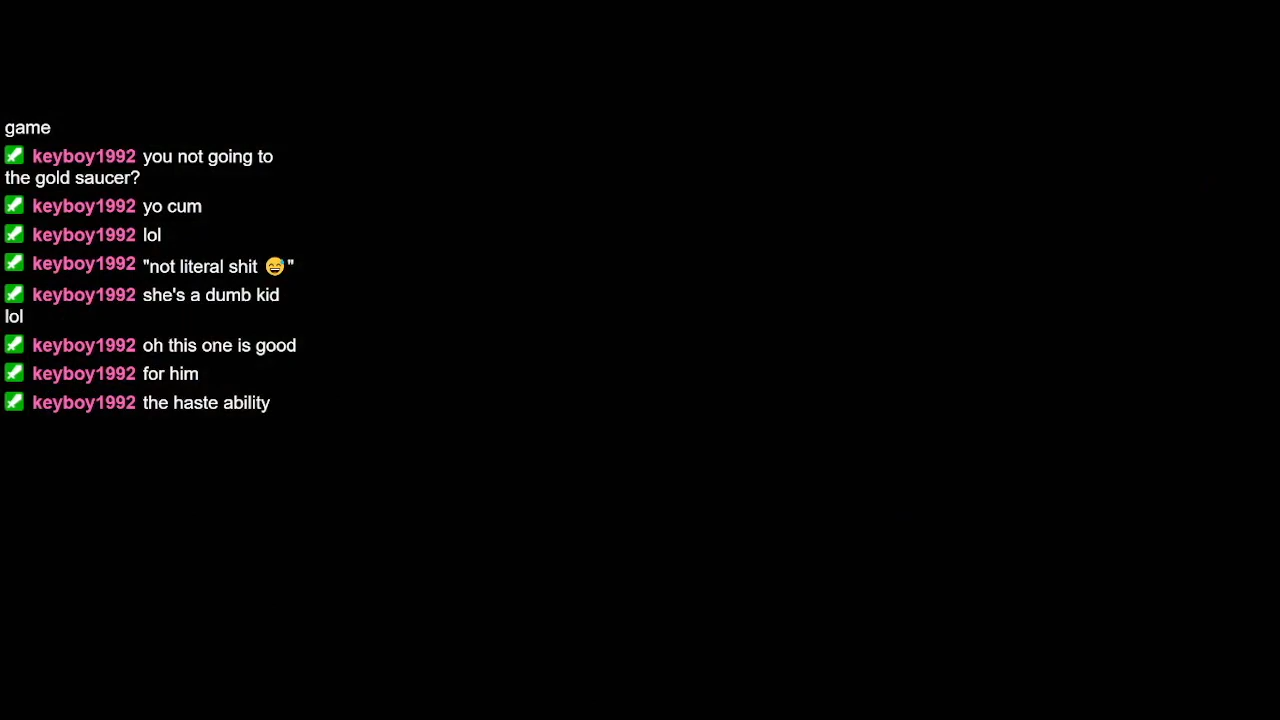 game
keyboy1992 you not going to
the gold saucer?
keyboy1992 yo cum
keyboy1992 lol
keyboy1992 "not literal shit 😅"
keyboy1992 she's a dumb kid
lol
keyboy1992 oh this one is good
keyboy1992 for him
keyboy1992 the haste ability